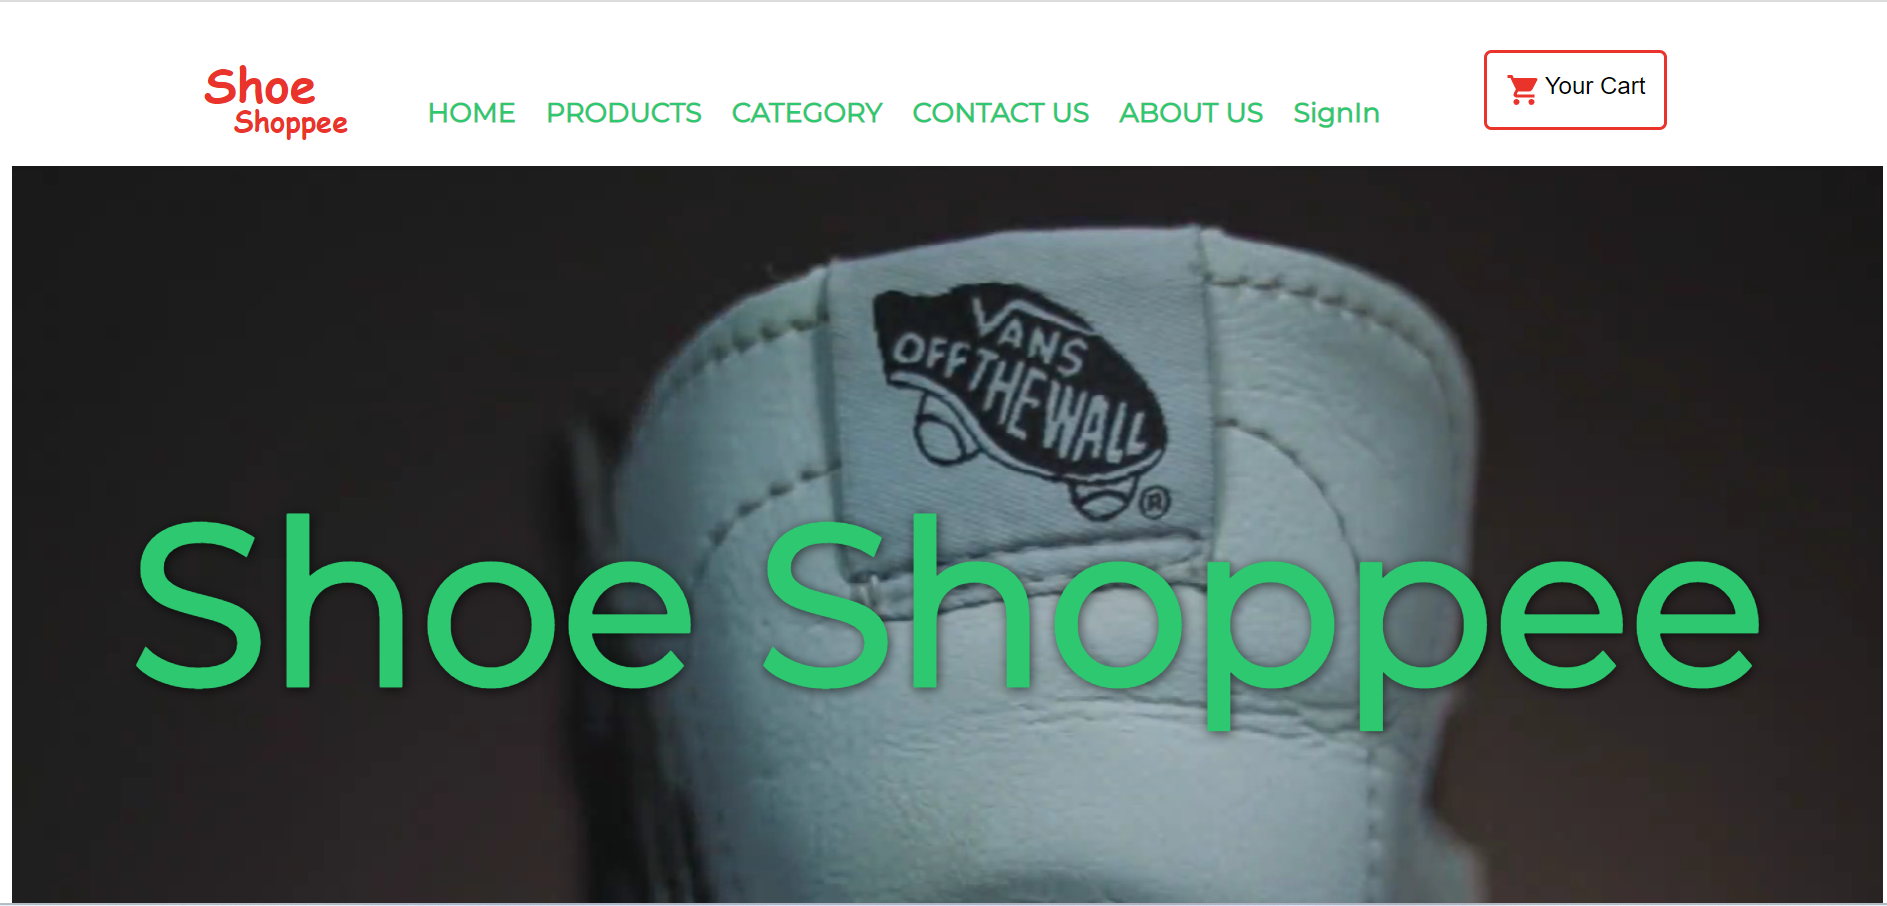 Shoe
Shoppee
HOME PRODUCTS CATEGORY CONTACT US ABOUT US SignIn
Your Cart
VANS
OFF THE WALL
®
Shoe Shoppee